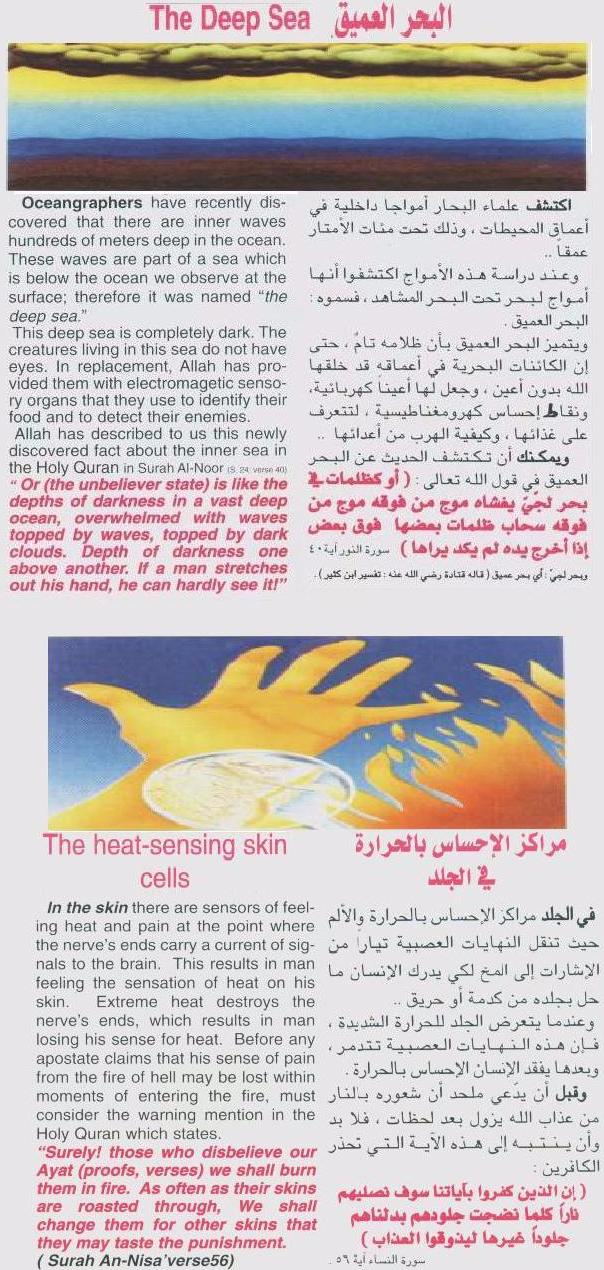 The Deep Sea البحر العميق
Oceangraphers have recently dis-
covered that there are inner waves
hundreds of meters deep in the ocean.
These waves are part of a sea which
is below the ocean we observe at the
surface; therefore it was named “the
deep sea.”
This deep sea is completely dark. The
creatures living in this sea do not have
eyes. In replacement, Allah has pro-
vided them with electromagetic senso-
ry organs that they use to identify their
food and to detect their enemies.
Allah has described to us this newly
discovered fact about the inner sea in
the Holy Quran in Surah Al-Noor (S. 24: verse 40)
“ Or (the unbeliever state) is like the
depths of darkness in a vast deep
ocean, overwhelmed with waves
topped by waves, topped by dark
clouds. Depth of darkness one
above another. If a man stretches
out his hand, he can hardly see it!”
اكتشف علماء البحار أمواجا داخلية في
أعماق المحيطات ، وذلك تحت مئات الأمتار
عمقاً ..
وعند دراسة هذه الأمواج اكتشفوا أنها
أمواج لبحر تحت البحر المشاهد ، فسموه :
البحر العميق .
ويتميز البحر العميق بأن ظلامه تامٌ ، حتى
إن الكائنات البحرية في أعماقه قد خلقها
الله بدون أعين ، وجعل لها أعيناً كهربائية،
ونقاط إحساس كهرومغناطيسية ، لتتعرف
على غذائها ، وكيفية الهرب من أعدائها ..
ويمكنك أن تكتشف الحديث عن البحر
العميق في قول الله تعالى : ( أو كظلمات في
بحر لجيّ يغشاه موج من فوقه موج من
فوقه سحاب ظلمات بعضها فوق بعض
إذا أخرج يده لم يكد يراها ) سورة النور آية ٤٠
وبحر لجيّ : أي بحر عميق ( قاله قتادة رضي الله عنه : تفسير ابن كثير ) .
The heat-sensing skin
cells
In the skin there are sensors of feel-
ing heat and pain at the point where
the nerve's ends carry a current of sig-
nals to the brain. This results in man
feeling the sensation of heat on his
skin. Extreme heat destroys the
nerve's ends, which results in man
losing his sense for heat. Before any
apostate claims that his sense of pain
from the fire of hell may be lost within
moments of entering the fire, must
consider the warning mention in the
Holy Quran which states.
“Surely! those who disbelieve our
Ayat (proofs, verses) we shall burn
them in fire. As often as their skins
are roasted through, We shall
change them for other skins that
they may taste the punishment.
( Surah An-Nisa'verse56)
مراكز الإحساس بالحرارة
في الجلد
في الجلد مراكز الإحساس بالحرارة والألم
حيث تنقل النهايات العصبية تياراً من
الإشارات إلى المخ لكي يدرك الإنسان ما
حل بجلده من كدمة أو حريق ..
وعندما يتعرض الجلد للحرارة الشديدة ،
فإن هذه النهايات العصبية تتدمر ،
وبعدها يفقد الإنسان الإحساس بالحرارة .
وقبل أن يدّعي ملحد أن شعوره بالنار
من عذاب الله يزول بعد لحظات ، فلا بد
وأن ينتبه إلى هذه الآية التي تحذر
الكافرين :
( إن الذين كفروا بآياتنا سوف نصليهم
ناراً كلما نضجت جلودهم بدلناهم
جلوداً غيرها ليذوقوا العذاب )
سورة النساء آية ٥٦ .